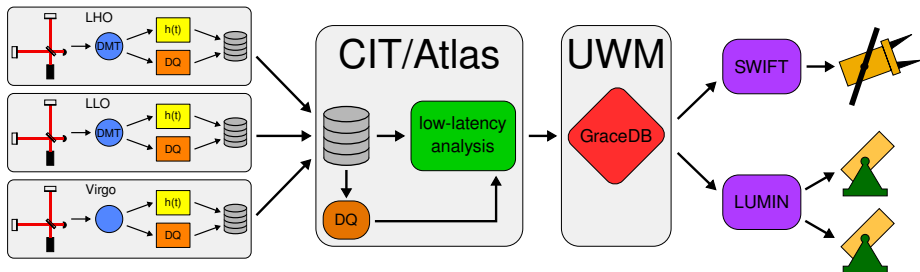 LHO
DMT
h(t)
DQ
LLO
DMT
h(t)
DQ
Virgo
h(t)
DQ
CIT/Atlas
low-latency
analysis
DQ
UWM
GraceDB
SWIFT
LUMIN